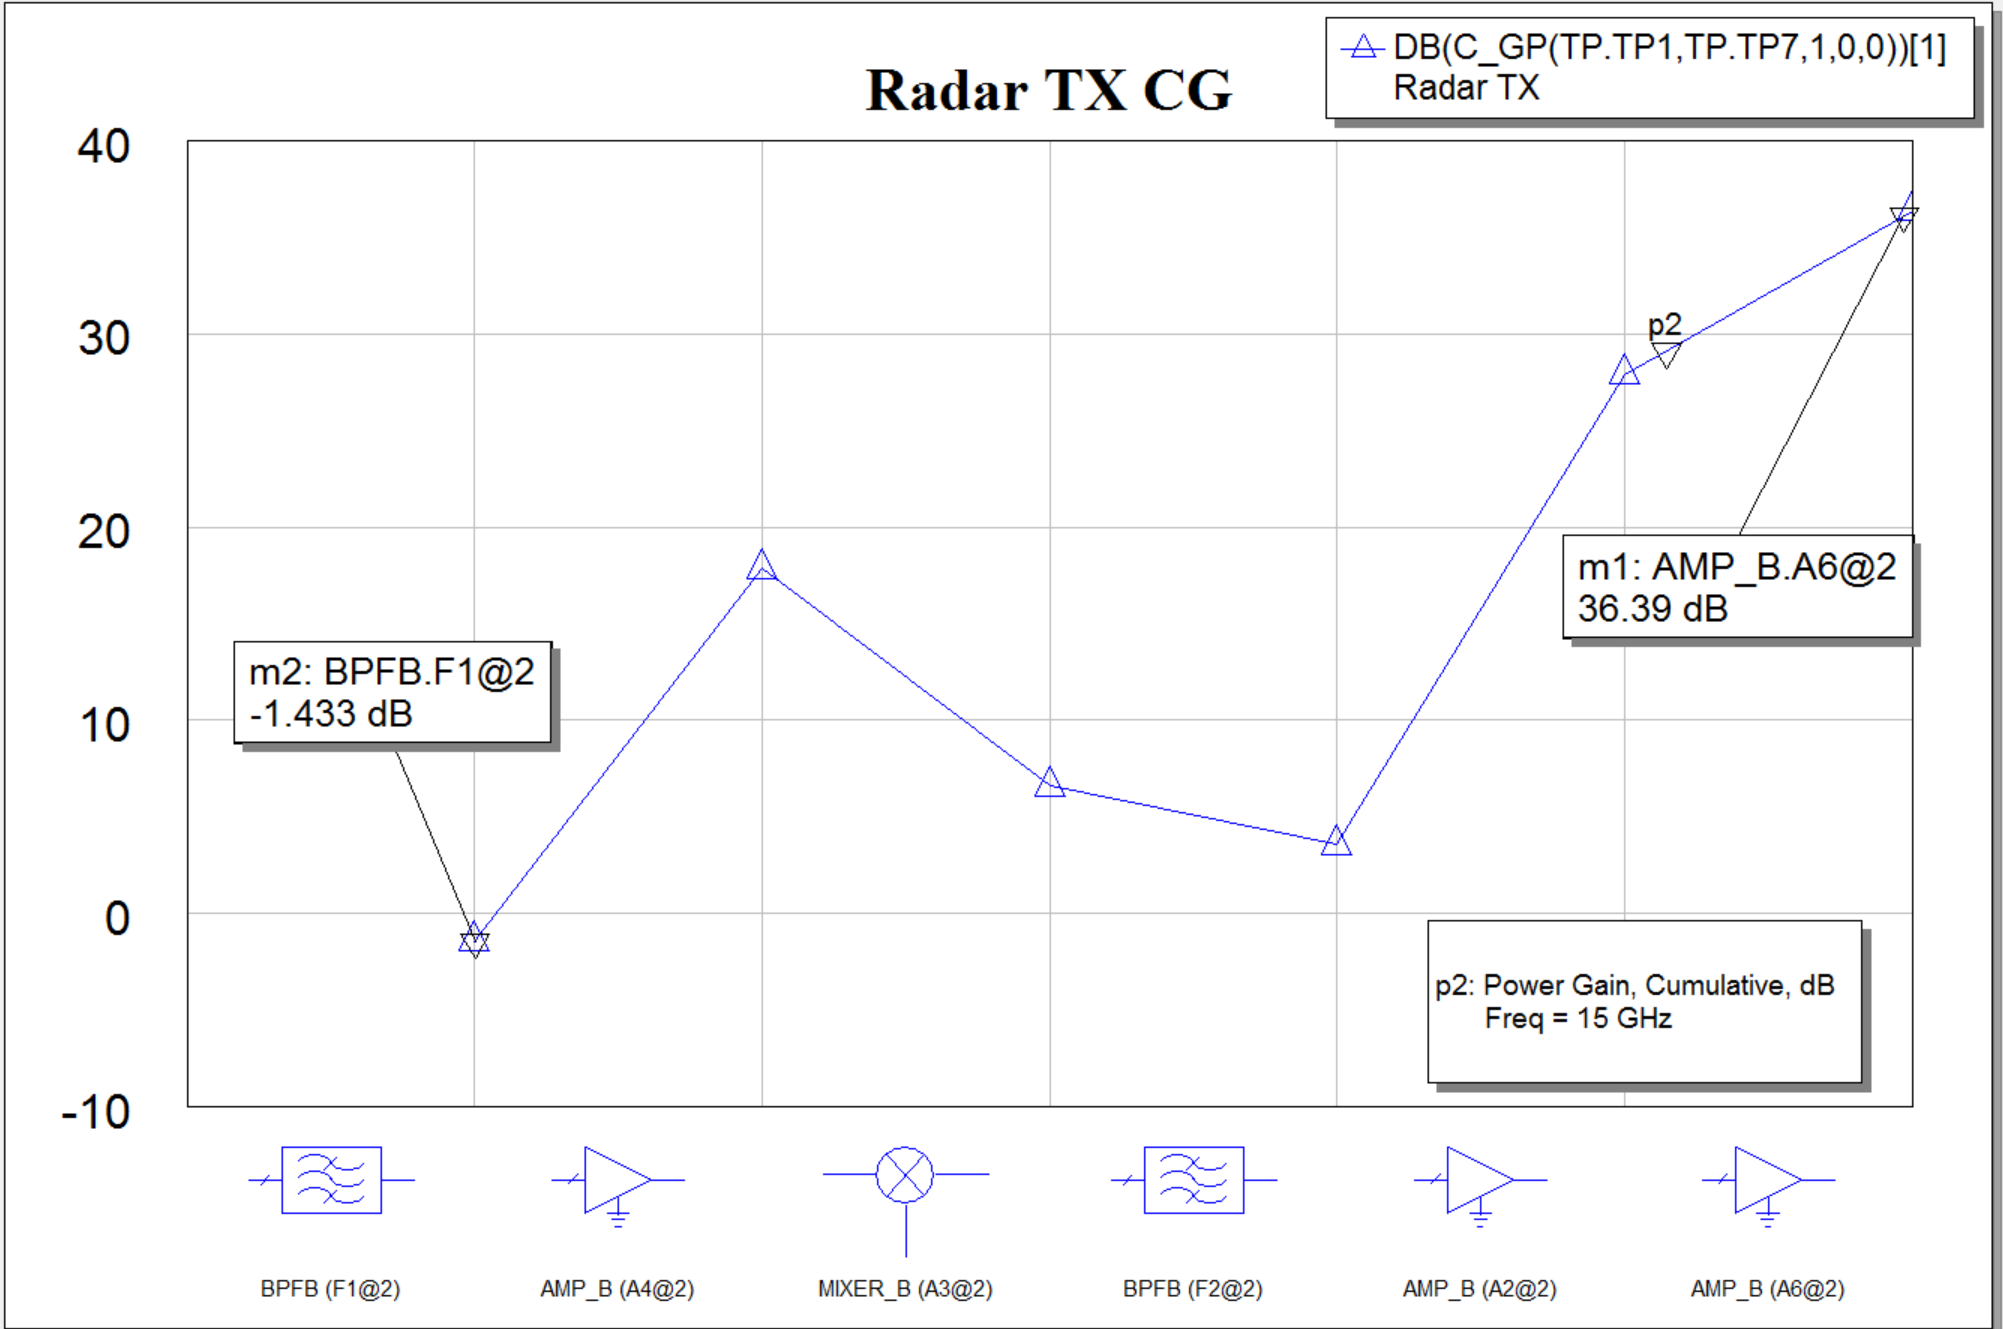 Radar TX CG
DB(C_GP(TP.TP1,TP.TP7,1,0,0))[1]
Radar TX
40
30
20
10
0
-10
p2
m1: AMP_B.A6@2
36.39 dB
m2: BPFB.F1@2
-1.433 dB
p2: Power Gain, Cumulative, dB
Freq = 15 GHz
BPFB (F1@2)
AMP_B (A4@2)
MIXER_B (A3@2)
BPFB (F2@2)
AMP_B (A2@2)
AMP_B (A6@2)